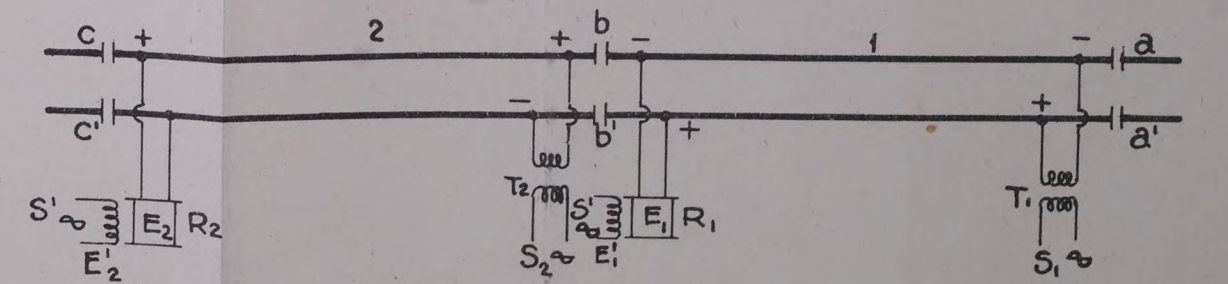 c + 2 + b − 1 − a
c' − b' + + a'
S' ∾ E₂ R₂ T₂ S' ∾ E₁ R₁ T₁
E'₂ S₂ ∾ E'₁ S₁ ∾